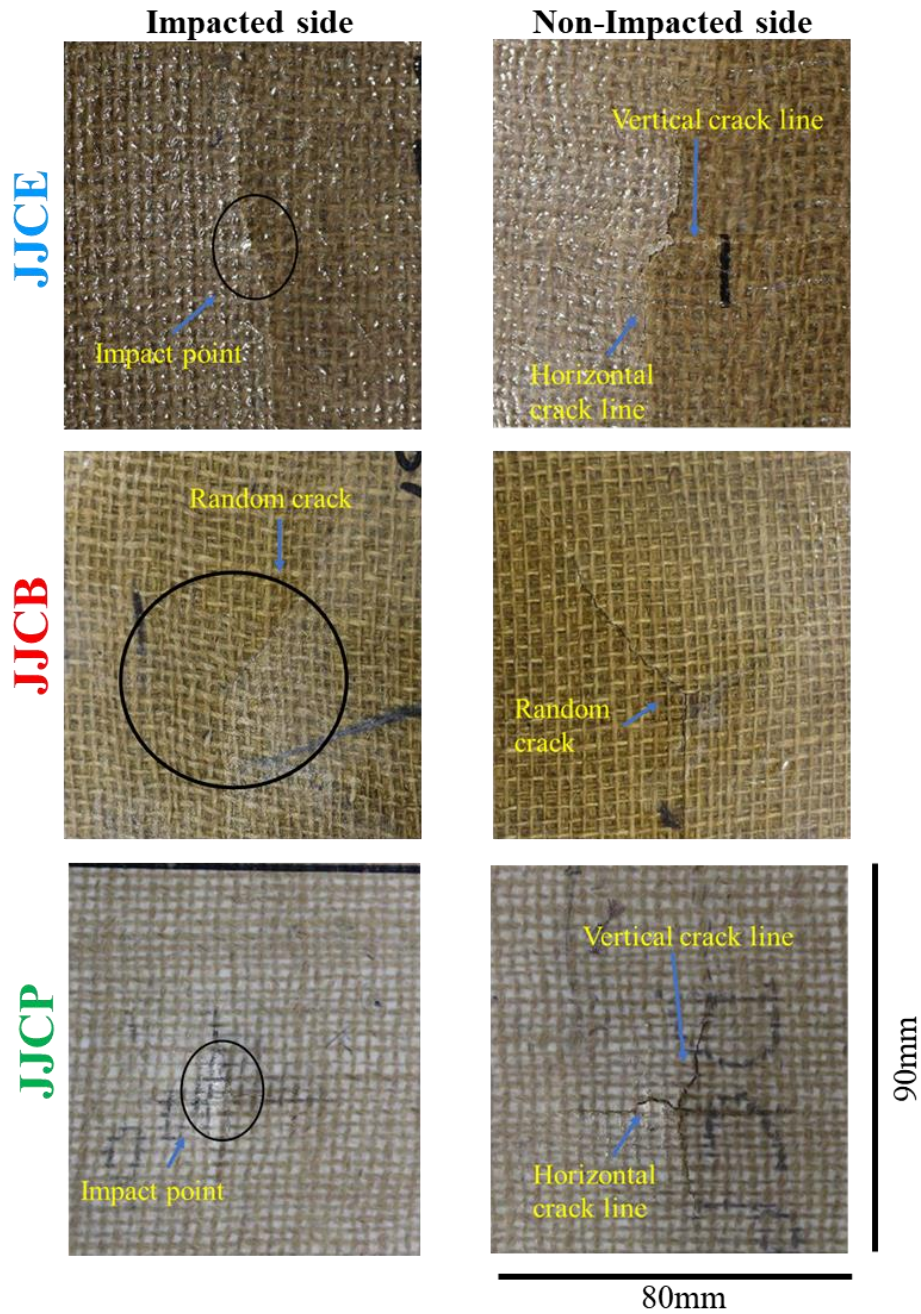 Impacted side
Non-Impacted side
JJCE
Impact point
Vertical crack line
Horizontal
crack line
JJCB
Random crack
Random
crack
JJCP
Impact point
Vertical crack line
Horizontal
crack line
90mm
80mm